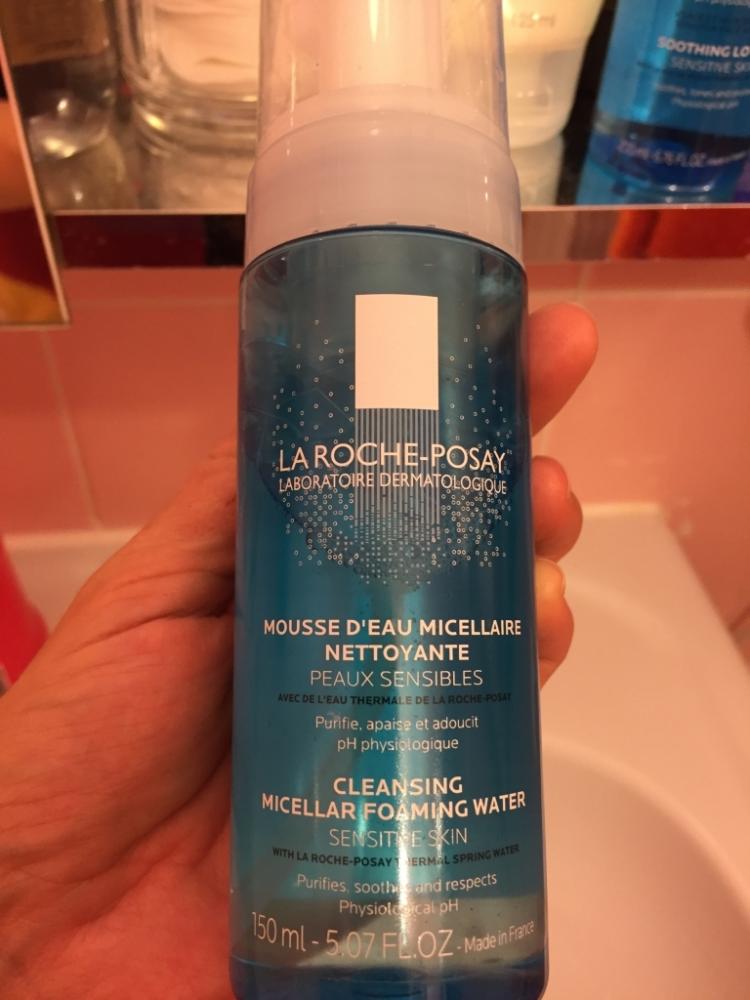 125ml
SOOTHING LO
SENSITIVE SK
Physiological pH
LA ROCHE-POSAY
LABORATOIRE DERMATOLOGIQUE
MOUSSE D'EAU MICELLAIRE
NETTOYANTE
PEAUX SENSIBLES
AVEC DE L'EAU THERMALE DE LA ROCHE-POSAY
Purifie, apaise et adoucit
pH physiologique
CLEANSING
MICELLAR FOAMING WATER
SENSITIVE SKIN
WITH LA ROCHE-POSAY THERMAL SPRING WATER
Purifies, soothes and respects
Physiological pH
150 ml - 5.07 FL.OZ - Made in France